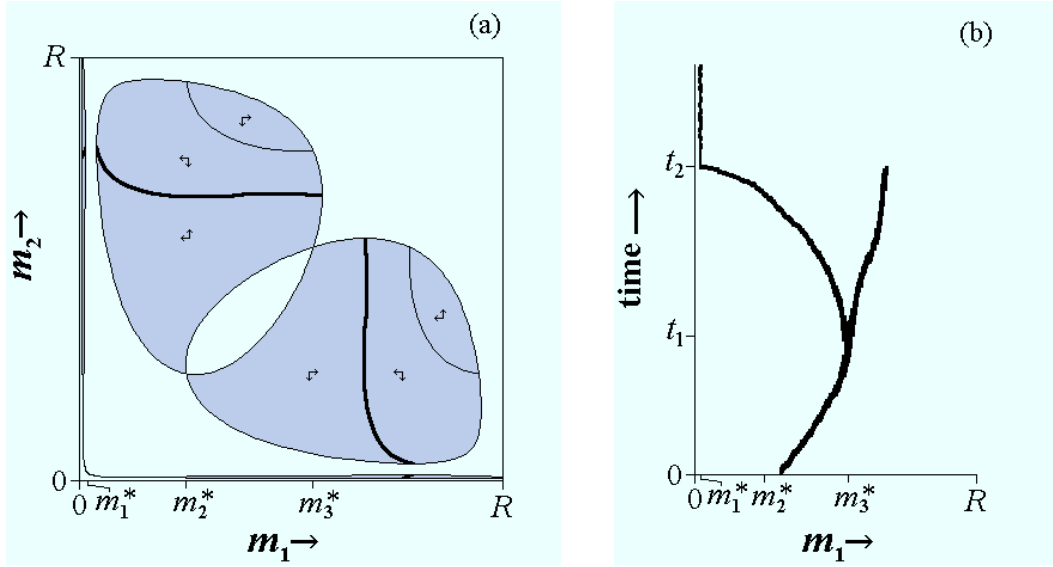 (a)
R
m₂→
0
0 m₁* m₂* m₃* R
m₁→
(b)
t₂
time →
t₁
0
0 m₁* m₂* m₃* R
m₁→